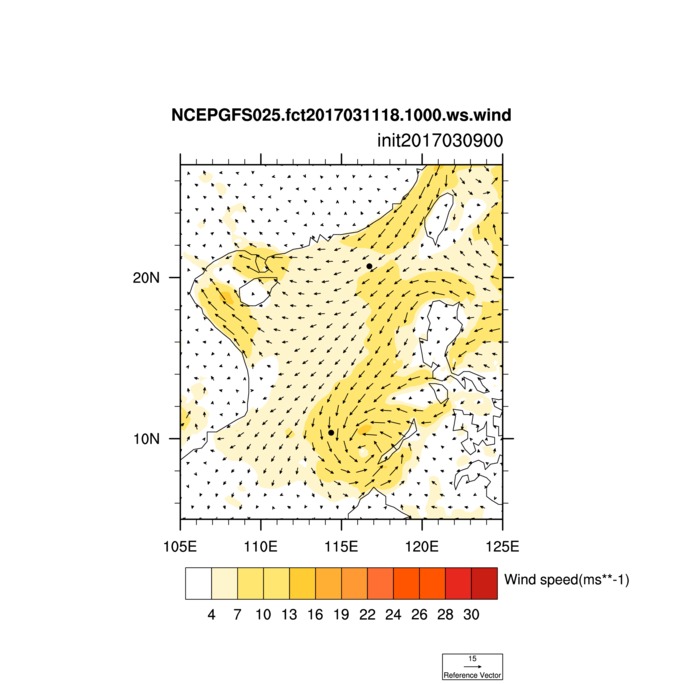 NCEPGFS025.fct2017031118.1000.ws.wind
init2017030900
20N
10N
105E 110E 115E 120E 125E
Wind speed(ms**-1)
4 7 10 13 16 19 22 24 26 28 30
15
Reference Vector